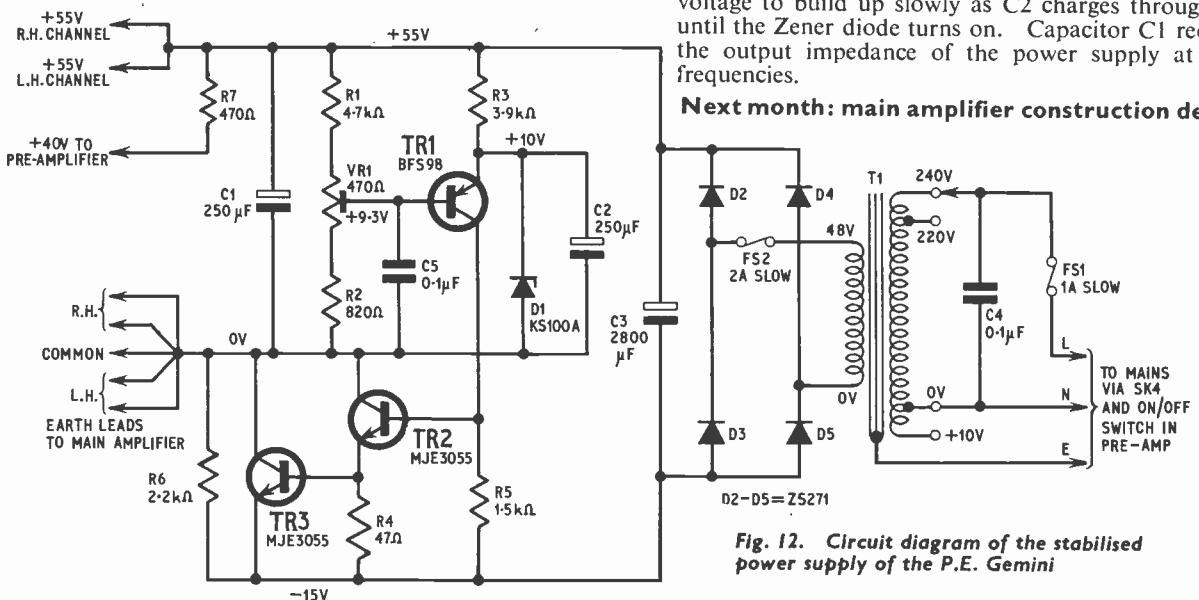 voltage to build up slowly as C2 charges through
until the Zener diode turns on. Capacitor C1
the output impedance of the power supply at
frequencies.
Next month: main amplifier construction
+55V
R.H. CHANNEL
+55V
L.H. CHANNEL
+40V TO
PRE-AMPLIFIER
R7
470Ω
+55V
C1
250µF
R1
4·7kΩ
VR1
470Ω
+9·3V
R2
820Ω
TR1
BFS98
R3
3·9kΩ
+10V
C5
0·1µF
D1
KS100A
C2
250µF
C3
2800
µF
D2
D4
D3
D5
D2-D5=ZS271
FS2
2A SLOW
48V
0V
T1
240V
220V
0V
+10V
C4
0·1µF
FS1
1A SLOW
L
N
E
TO MAINS
VIA SK4
AND ON/OFF
SWITCH IN
PRE-AMP
R.H.
COMMON
L.H.
EARTH LEADS
TO MAIN AMPLIFIER
0V
R6
2·2kΩ
TR3
MJE3055
TR2
MJE3055
R4
47Ω
R5
1·5kΩ
−15V
Fig. 12. Circuit diagram of the stabilised
power supply of the P.E. Gemini